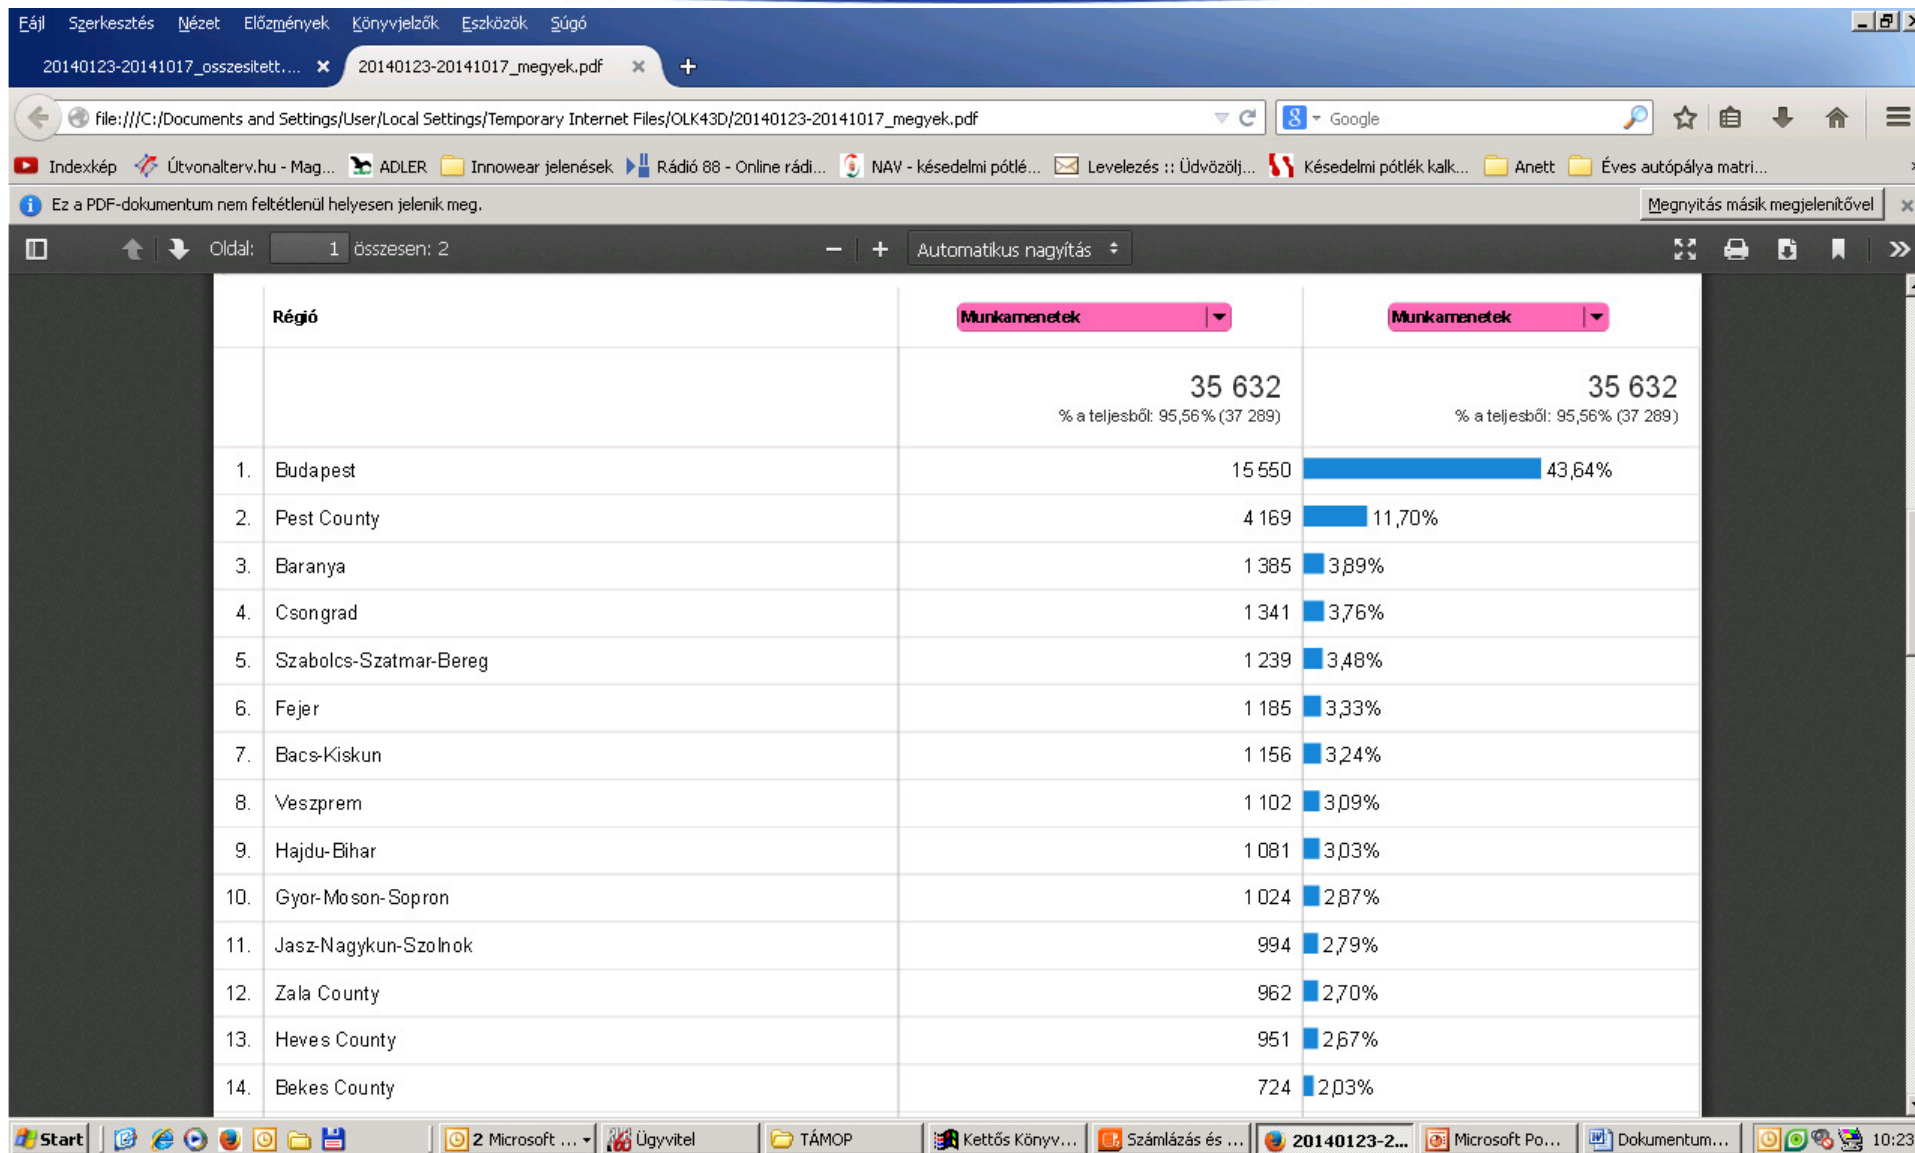 Fájl Szerkesztés Nézet Előzmények Könyvjelzők Eszközök Súgó
20140123-20141017_osszesitett.... 20140123-20141017_megyek.pdf
file:///C:/Documents and Settings/User/Local Settings/Temporary Internet Files/OLK43D/20140123-20141017_megyek.pdf Google
Indexkép Útvonalterv.hu - Mag... ADLER Innowear jelenések Rádió 88 - Online rádi... NAV - késedelmi pótlé... Levelezés :: Üdvözölj... Késedelmi pótlék kalk... Anett Éves autópálya matri...
Ez a PDF-dokumentum nem feltétlenül helyesen jelenik meg. Megnyitás másik megjelenítővel
Oldal: 1 összesen: 2 Automatikus nagyítás
Régió Munkamenetek Munkamenetek
35 632 35 632
% a teljesből: 95,56% (37 289) % a teljesből: 95,56% (37 289)
1. Budapest 15 550 43,64%
2. Pest County 4 169 11,70%
3. Baranya 1 385 3,89%
4. Csongrad 1 341 3,76%
5. Szabolcs-Szatmar-Bereg 1 239 3,48%
6. Fejer 1 185 3,33%
7. Bacs-Kiskun 1 156 3,24%
8. Veszprem 1 102 3,09%
9. Hajdu-Bihar 1 081 3,03%
10. Gyor-Moson-Sopron 1 024 2,87%
11. Jasz-Nagykun-Szolnok 994 2,79%
12. Zala County 962 2,70%
13. Heves County 951 2,67%
14. Bekes County 724 2,03%
Start 2 Microsoft ... Ügyvitel TÁMOP Kettős Könyv... Számlázás és ... 20140123-2... Microsoft Po... Dokumentum... 10:23